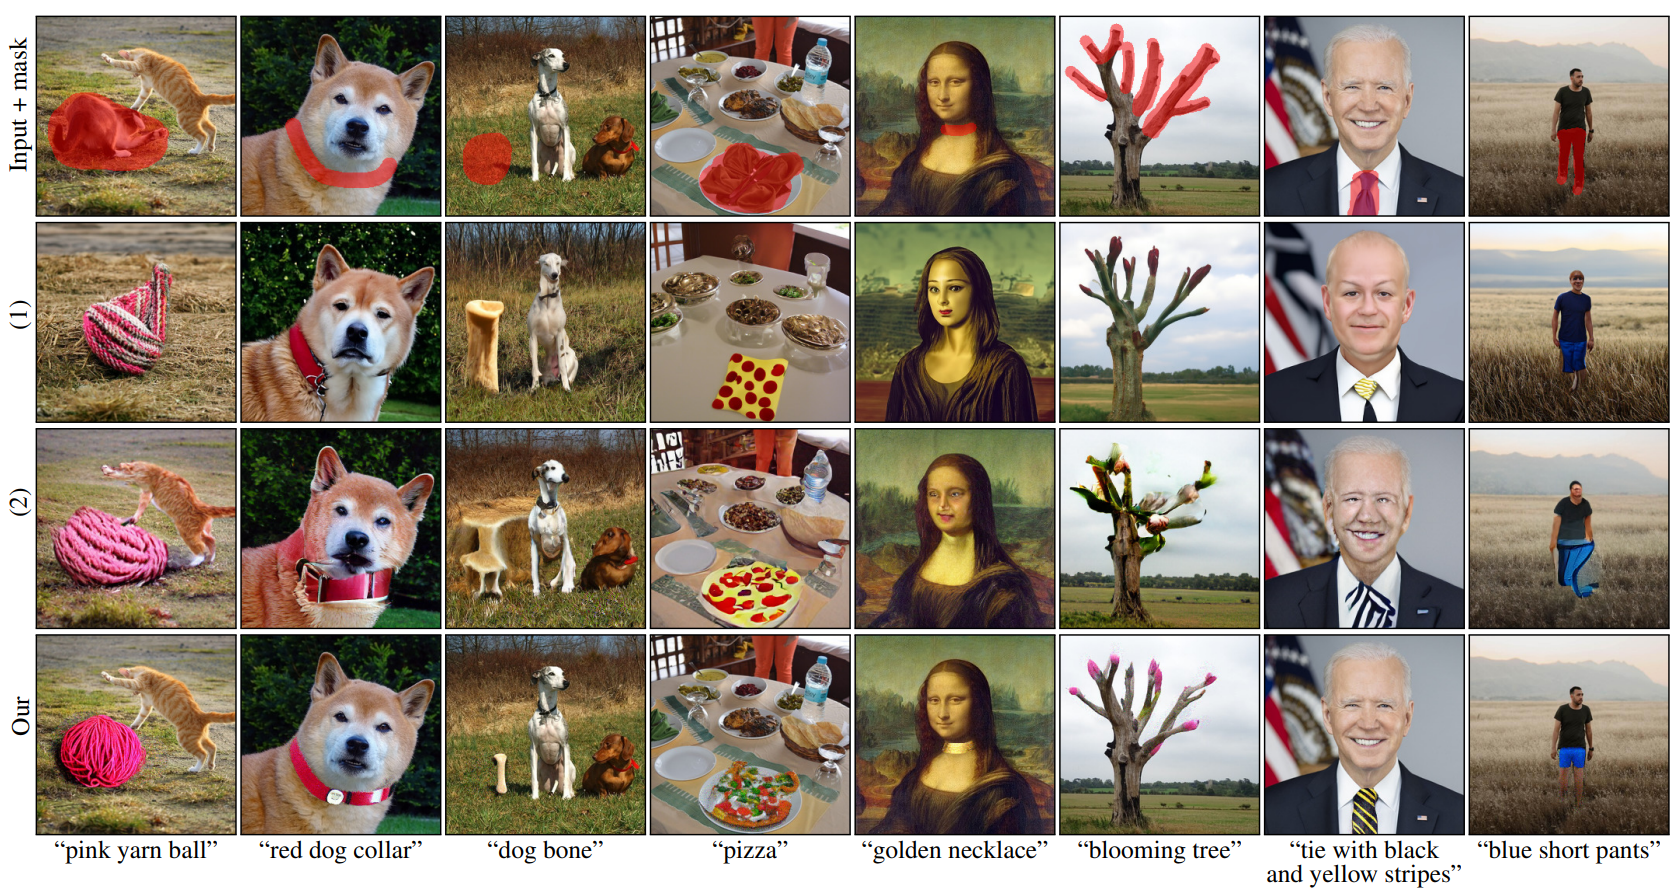 Input + mask
(1)
(2)
Our
“pink yarn ball”
“red dog collar”
“dog bone”
“pizza”
“golden necklace”
“blooming tree”
“tie with black
and yellow stripes”
“blue short pants”